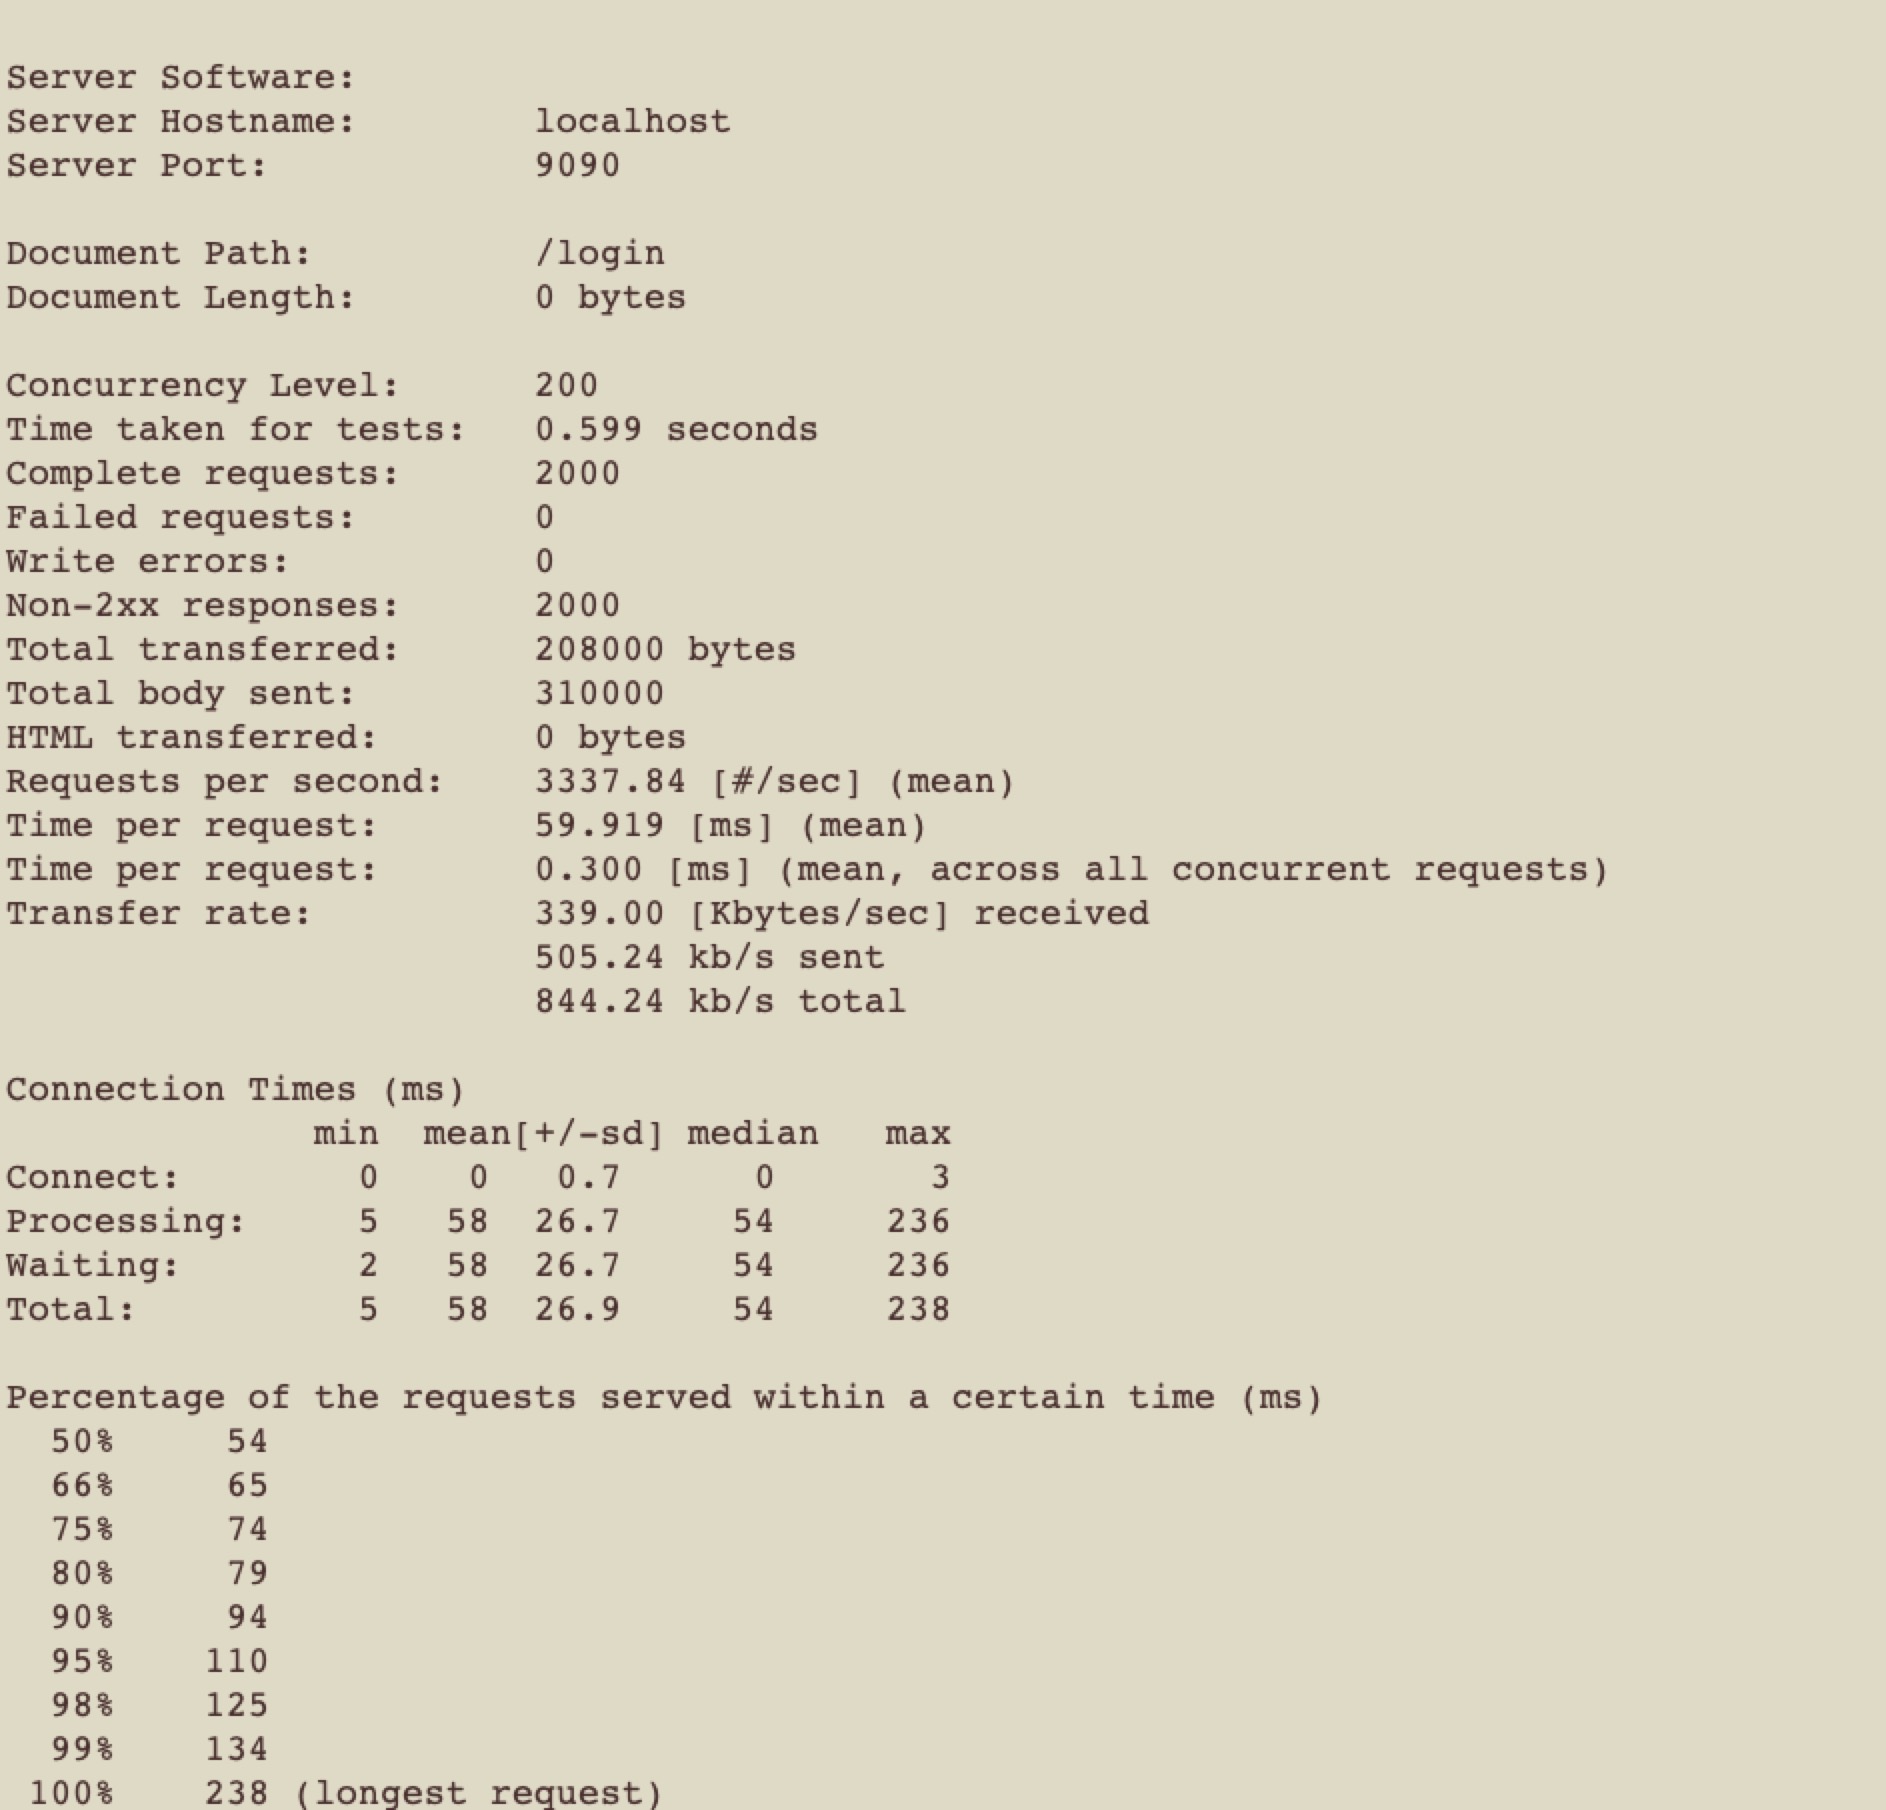 Server Software:
Server Hostname:        localhost
Server Port:            9090

Document Path:          /login
Document Length:        0 bytes

Concurrency Level:      200
Time taken for tests:   0.599 seconds
Complete requests:      2000
Failed requests:        0
Write errors:           0
Non-2xx responses:      2000
Total transferred:      208000 bytes
Total body sent:        310000
HTML transferred:       0 bytes
Requests per second:    3337.84 [#/sec] (mean)
Time per request:       59.919 [ms] (mean)
Time per request:       0.300 [ms] (mean, across all concurrent requests)
Transfer rate:          339.00 [Kbytes/sec] received
                        505.24 kb/s sent
                        844.24 kb/s total

Connection Times (ms)
              min  mean[+/-sd] median   max
Connect:        0    0   0.7      0       3
Processing:     5   58  26.7     54     236
Waiting:        2   58  26.7     54     236
Total:          5   58  26.9     54     238

Percentage of the requests served within a certain time (ms)
  50%     54
  66%     65
  75%     74
  80%     79
  90%     94
  95%    110
  98%    125
  99%    134
 100%    238 (longest request)